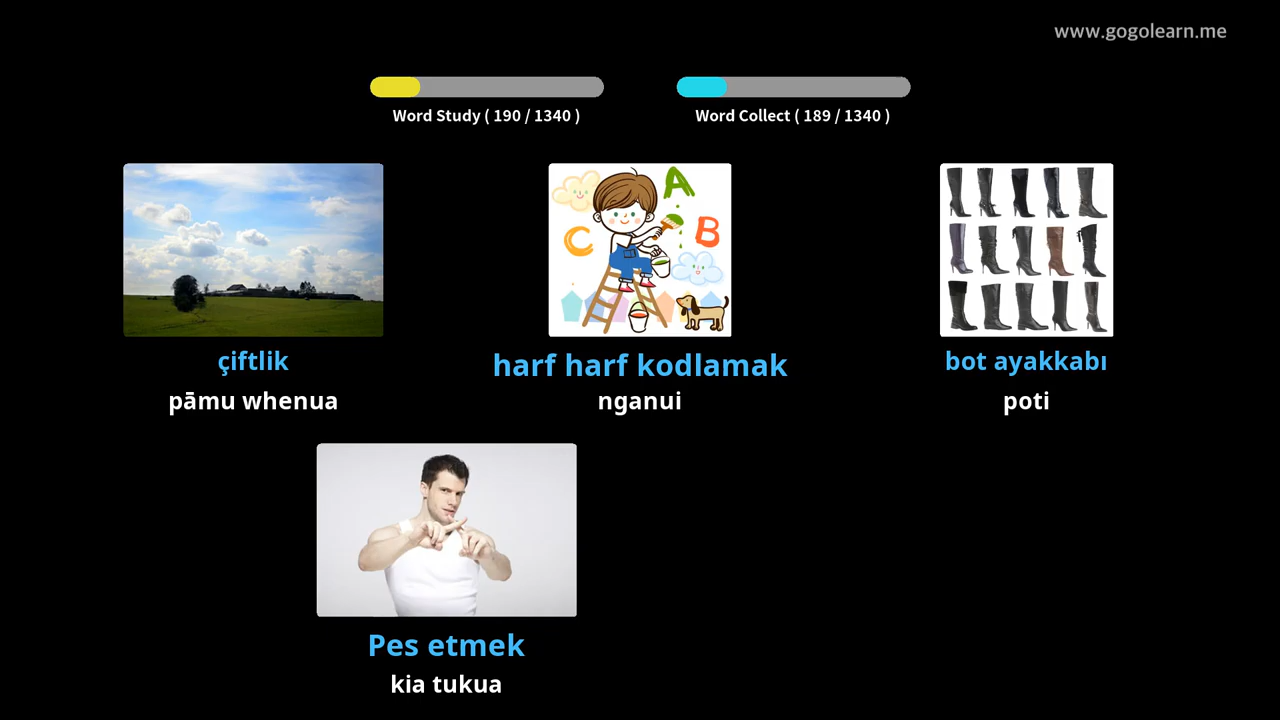 www.gogolearn.me
Word Study ( 190 / 1340 )
Word Collect ( 189 / 1340 )
A
B
C
çiftlik
harf harf kodlamak
bot ayakkabı
pāmu whenua
nganui
poti
Pes etmek
kia tukua